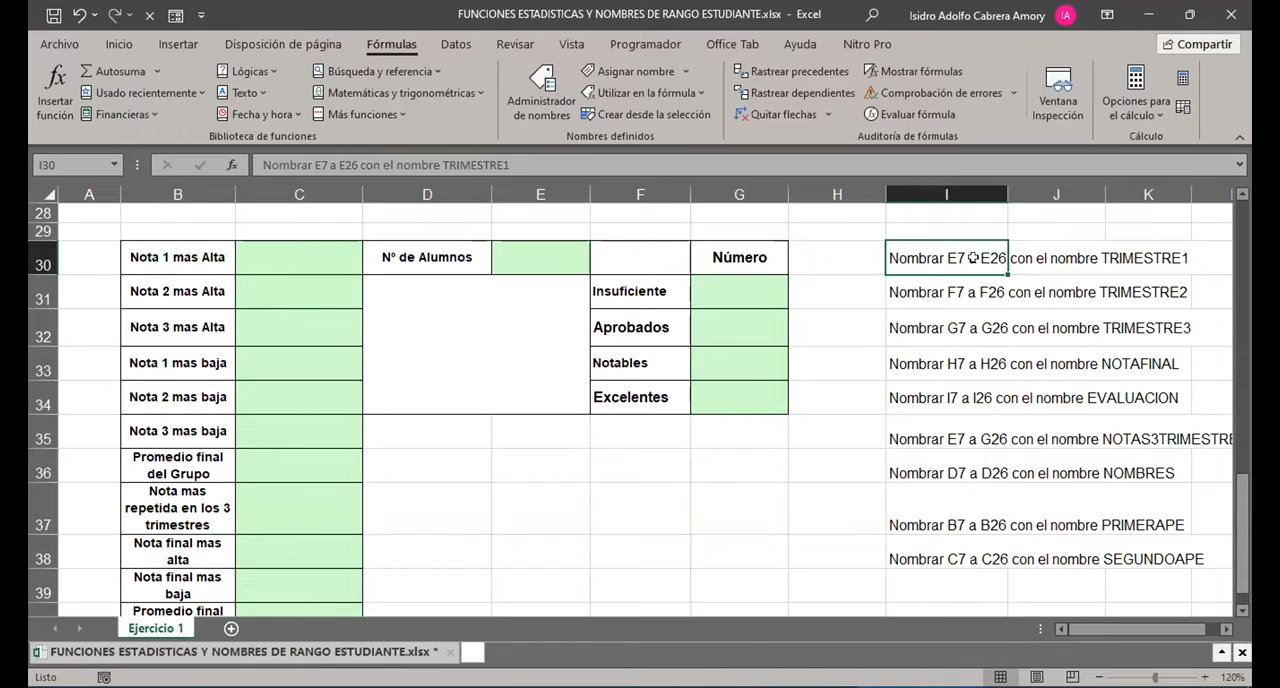 FUNCIONES ESTADISTICAS Y NOMBRES DE RANGO ESTUDIANTE.xlsx - Excel
Isidro Adolfo Cabrera Amory IA
Archivo Inicio Insertar Disposición de página Fórmulas Datos Revisar Vista Programador Office Tab Ayuda Nitro Pro Compartir
fx Insertar función
Autosuma
Usado recientemente
Financieras
Lógicas
Texto
Fecha y hora
Búsqueda y referencia
Matemáticas y trigonométricas
Más funciones
Biblioteca de funciones
Administrador de nombres
Asignar nombre
Utilizar en la fórmula
Crear desde la selección
Nombres definidos
Rastrear precedentes
Rastrear dependientes
Quitar flechas
Mostrar fórmulas
Comprobación de errores
Evaluar fórmula
Auditoría de fórmulas
Ventana Inspección
Opciones para el cálculo
Cálculo
I30 fx Nombrar E7 a E26 con el nombre TRIMESTRE1
A B C D E F G H I J K
28
29
30 Nota 1 mas Alta Nº de Alumnos Número Nombrar E7 E26 con el nombre TRIMESTRE1
31 Nota 2 mas Alta Insuficiente Nombrar F7 a F26 con el nombre TRIMESTRE2
32 Nota 3 mas Alta Aprobados Nombrar G7 a G26 con el nombre TRIMESTRE3
33 Nota 1 mas baja Notables Nombrar H7 a H26 con el nombre NOTAFINAL
34 Nota 2 mas baja Excelentes Nombrar I7 a I26 con el nombre EVALUACION
35 Nota 3 mas baja Nombrar E7 a G26 con el nombre NOTAS3TRIMESTRE
36 Promedio final del Grupo Nombrar D7 a D26 con el nombre NOMBRES
37 Nota mas repetida en los 3 trimestres Nombrar B7 a B26 con el nombre PRIMERAPE
38 Nota final mas alta Nombrar C7 a C26 con el nombre SEGUNDOAPE
39 Nota final mas baja
Promedio final
Ejercicio 1
FUNCIONES ESTADISTICAS Y NOMBRES DE RANGO ESTUDIANTE.xlsx *
Listo 120%